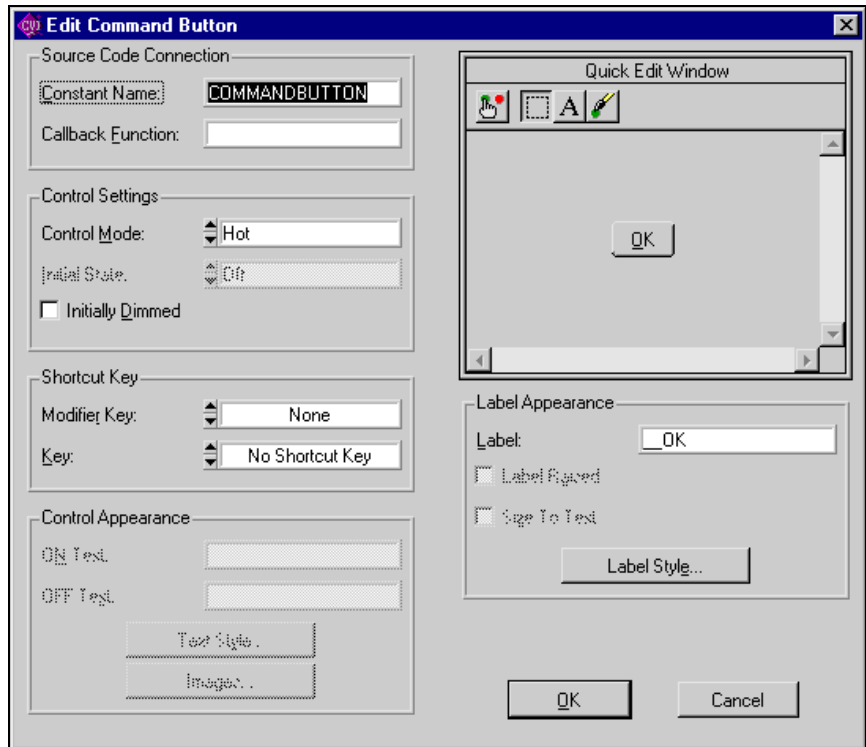 CVI Edit Command Button
Source Code Connection
Constant Name: COMMANDBUTTON
Callback Function:
Control Settings
Control Mode: Hot
Initial State: Off
Initially Dimmed
Shortcut Key
Modifier Key: None
Key: No Shortcut Key
Control Appearance
ON Text:
OFF Text:
Text Style...
Images...
Quick Edit Window
A
OK
Label Appearance
Label: __OK
Label Raised
Size To Text
Label Style...
OK
Cancel